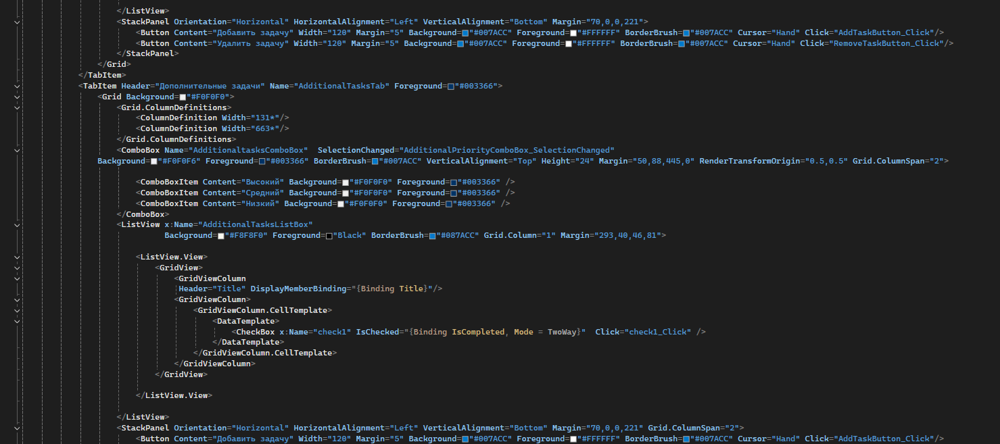 </ListView>
<StackPanel Orientation="Horizontal" HorizontalAlignment="Left" VerticalAlignment="Bottom" Margin="70,0,0,221">
<Button Content="Добавить задачу" Width="120" Margin="5" Background="#007ACC" Foreground="#FFFFFF" BorderBrush="#007ACC" Cursor="Hand" Click="AddTaskButton_Click"/>
<Button Content="Удалить задачу" Width="120" Margin="5" Background="#007ACC" Foreground="#FFFFFF" BorderBrush="#007ACC" Cursor="Hand" Click="RemoveTaskButton_Click"/>
</StackPanel>
</Grid>
</TabItem>
<TabItem Header="Дополнительные задачи" Name="AdditionalTasksTab" Foreground="#003366">
<Grid Background="#F0F0F0">
<Grid.ColumnDefinitions>
<ColumnDefinition Width="131*"/>
<ColumnDefinition Width="663*"/>
</Grid.ColumnDefinitions>
<ComboBox Name="AdditionaltasksComboBox"  SelectionChanged="AdditionalPriorityComboBox_SelectionChanged"
Background="#F0F0F6" Foreground="#003366" BorderBrush="#007ACC" VerticalAlignment="Top" Height="24" Margin="50,88,445,0" RenderTransformOrigin="0.5,0.5" Grid.ColumnSpan="2">
<ComboBoxItem Content="Высокий" Background="#F0F0F0" Foreground="#003366" />
<ComboBoxItem Content="Средний" Background="#F0F0F0" Foreground="#003366" />
<ComboBoxItem Content="Низкий" Background="#F0F0F0" Foreground="#003366" />
</ComboBox>
<ListView x:Name="AdditionalTasksListBox"
Background="#F8F8F0" Foreground="Black" BorderBrush="#087ACC" Grid.Column="1" Margin="293,40,46,81">
<ListView.View>
<GridView>
<GridViewColumn
Header="Title" DisplayMemberBinding="{Binding Title}"/>
<GridViewColumn>
<GridViewColumn.CellTemplate>
<DataTemplate>
<CheckBox x:Name="check1" IsChecked="{Binding IsCompleted, Mode = TwoWay}"  Click="check1_Click" />
</DataTemplate>
</GridViewColumn.CellTemplate>
</GridViewColumn>
</GridView>
</ListView.View>
</ListView>
<StackPanel Orientation="Horizontal" HorizontalAlignment="Left" VerticalAlignment="Bottom" Margin="70,0,0,221" Grid.ColumnSpan="2">
<Button Content="Добавить задачу" Width="120" Margin="5" Background="#007ACC" Foreground="#FFFFFF" BorderBrush="#007ACC" Cursor="Hand" Click="AddTaskButton_Click"/>